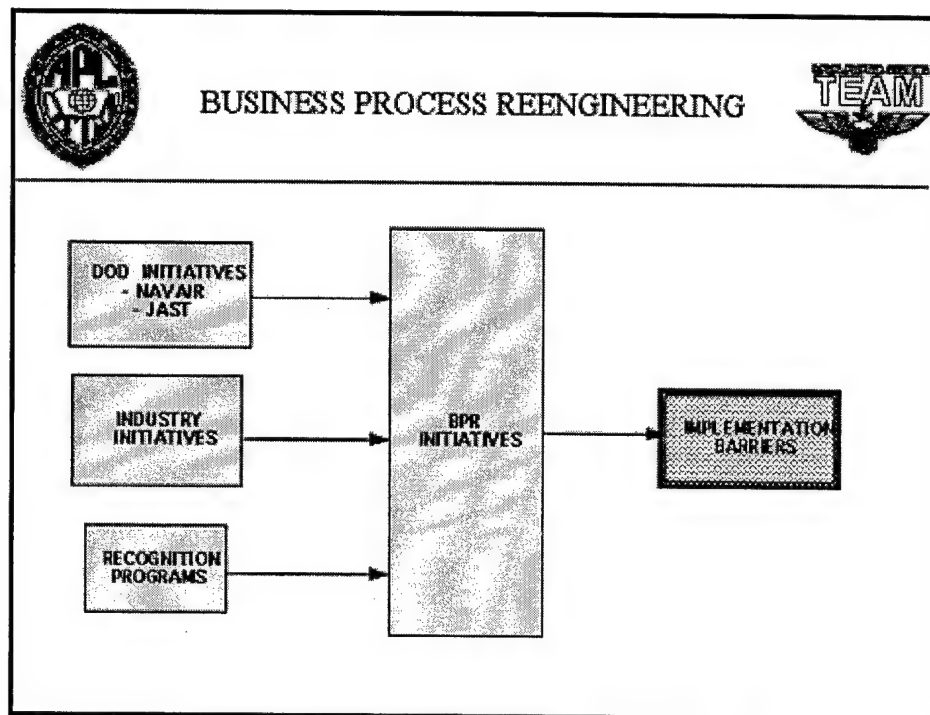 BUSINESS PROCESS REENGINEERING
TEAM
DOD INITIATIVES
- NAVAIR
- JAST
INDUSTRY
INITIATIVES
RECOGNITION
PROGRAMS
BPR
INITIATIVES
IMPLEMENTATION
BARRIERS